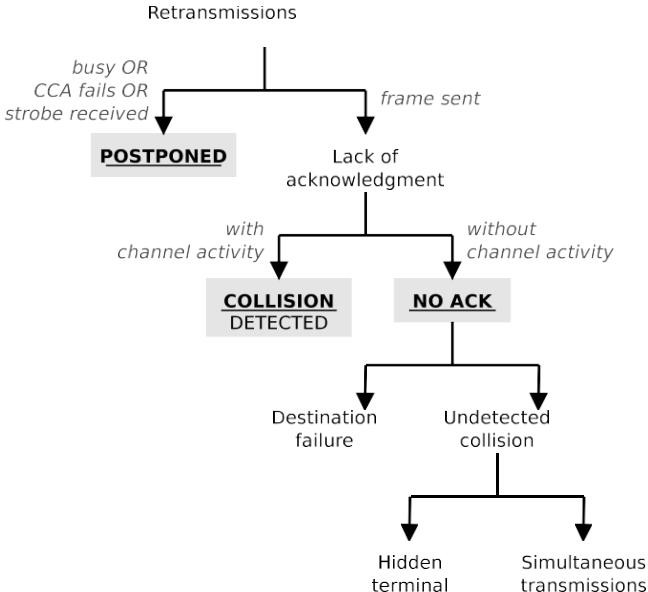 Retransmissions
busy OR
CCA fails OR
strobe received
frame sent
POSTPONED
Lack of
acknowledgment
with
channel activity
without
channel activity
COLLISION
DETECTED
NO ACK
Destination
failure
Undetected
collision
Hidden
terminal
Simultaneous
transmissions